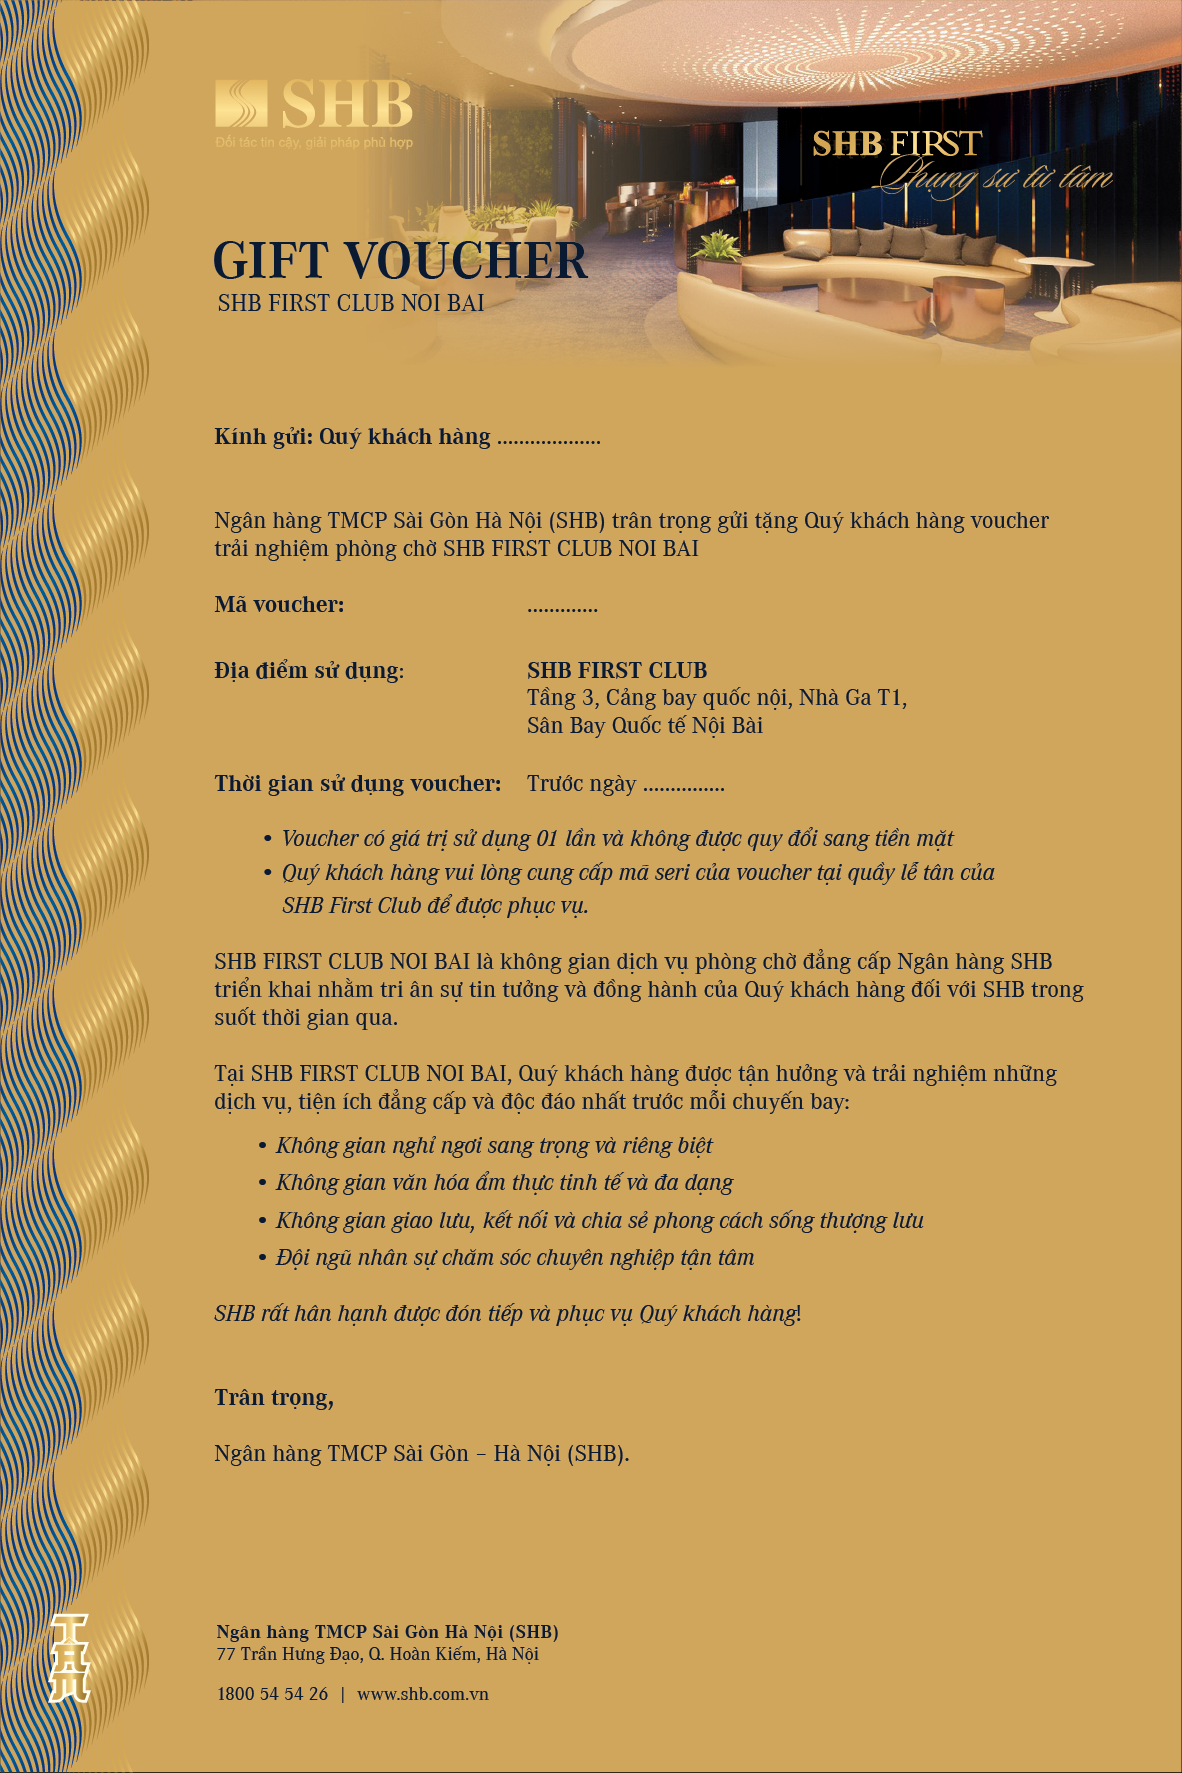 SHB
Đối tác tin cậy, giải pháp phù hợp
SHB FIRST
Phụng sự từ tâm
GIFT VOUCHER
SHB FIRST CLUB NOI BAI
Kính gửi: Quý khách hàng ...................
Ngân hàng TMCP Sài Gòn Hà Nội (SHB) trân trọng gửi tặng Quý khách hàng voucher
trải nghiệm phòng chờ SHB FIRST CLUB NOI BAI
Mã voucher: .............
Địa điểm sử dụng: SHB FIRST CLUB
Tầng 3, Cảng bay quốc nội, Nhà Ga T1,
Sân Bay Quốc tế Nội Bài
Thời gian sử dụng voucher: Trước ngày ...............
• Voucher có giá trị sử dụng 01 lần và không được quy đổi sang tiền mặt
• Quý khách hàng vui lòng cung cấp mã seri của voucher tại quầy lễ tân của
SHB First Club để được phục vụ.
SHB FIRST CLUB NOI BAI là không gian dịch vụ phòng chờ đẳng cấp Ngân hàng SHB
triển khai nhằm tri ân sự tin tưởng và đồng hành của Quý khách hàng đối với SHB trong
suốt thời gian qua.
Tại SHB FIRST CLUB NOI BAI, Quý khách hàng được tận hưởng và trải nghiệm những
dịch vụ, tiện ích đẳng cấp và độc đáo nhất trước mỗi chuyến bay:
• Không gian nghỉ ngơi sang trọng và riêng biệt
• Không gian văn hóa ẩm thực tinh tế và đa dạng
• Không gian giao lưu, kết nối và chia sẻ phong cách sống thượng lưu
• Đội ngũ nhân sự chăm sóc chuyên nghiệp tận tâm
SHB rất hân hạnh được đón tiếp và phục vụ Quý khách hàng!
Trân trọng,
Ngân hàng TMCP Sài Gòn – Hà Nội (SHB).
TÂM
Ngân hàng TMCP Sài Gòn Hà Nội (SHB)
77 Trần Hưng Đạo, Q. Hoàn Kiếm, Hà Nội
1800 54 54 26 | www.shb.com.vn